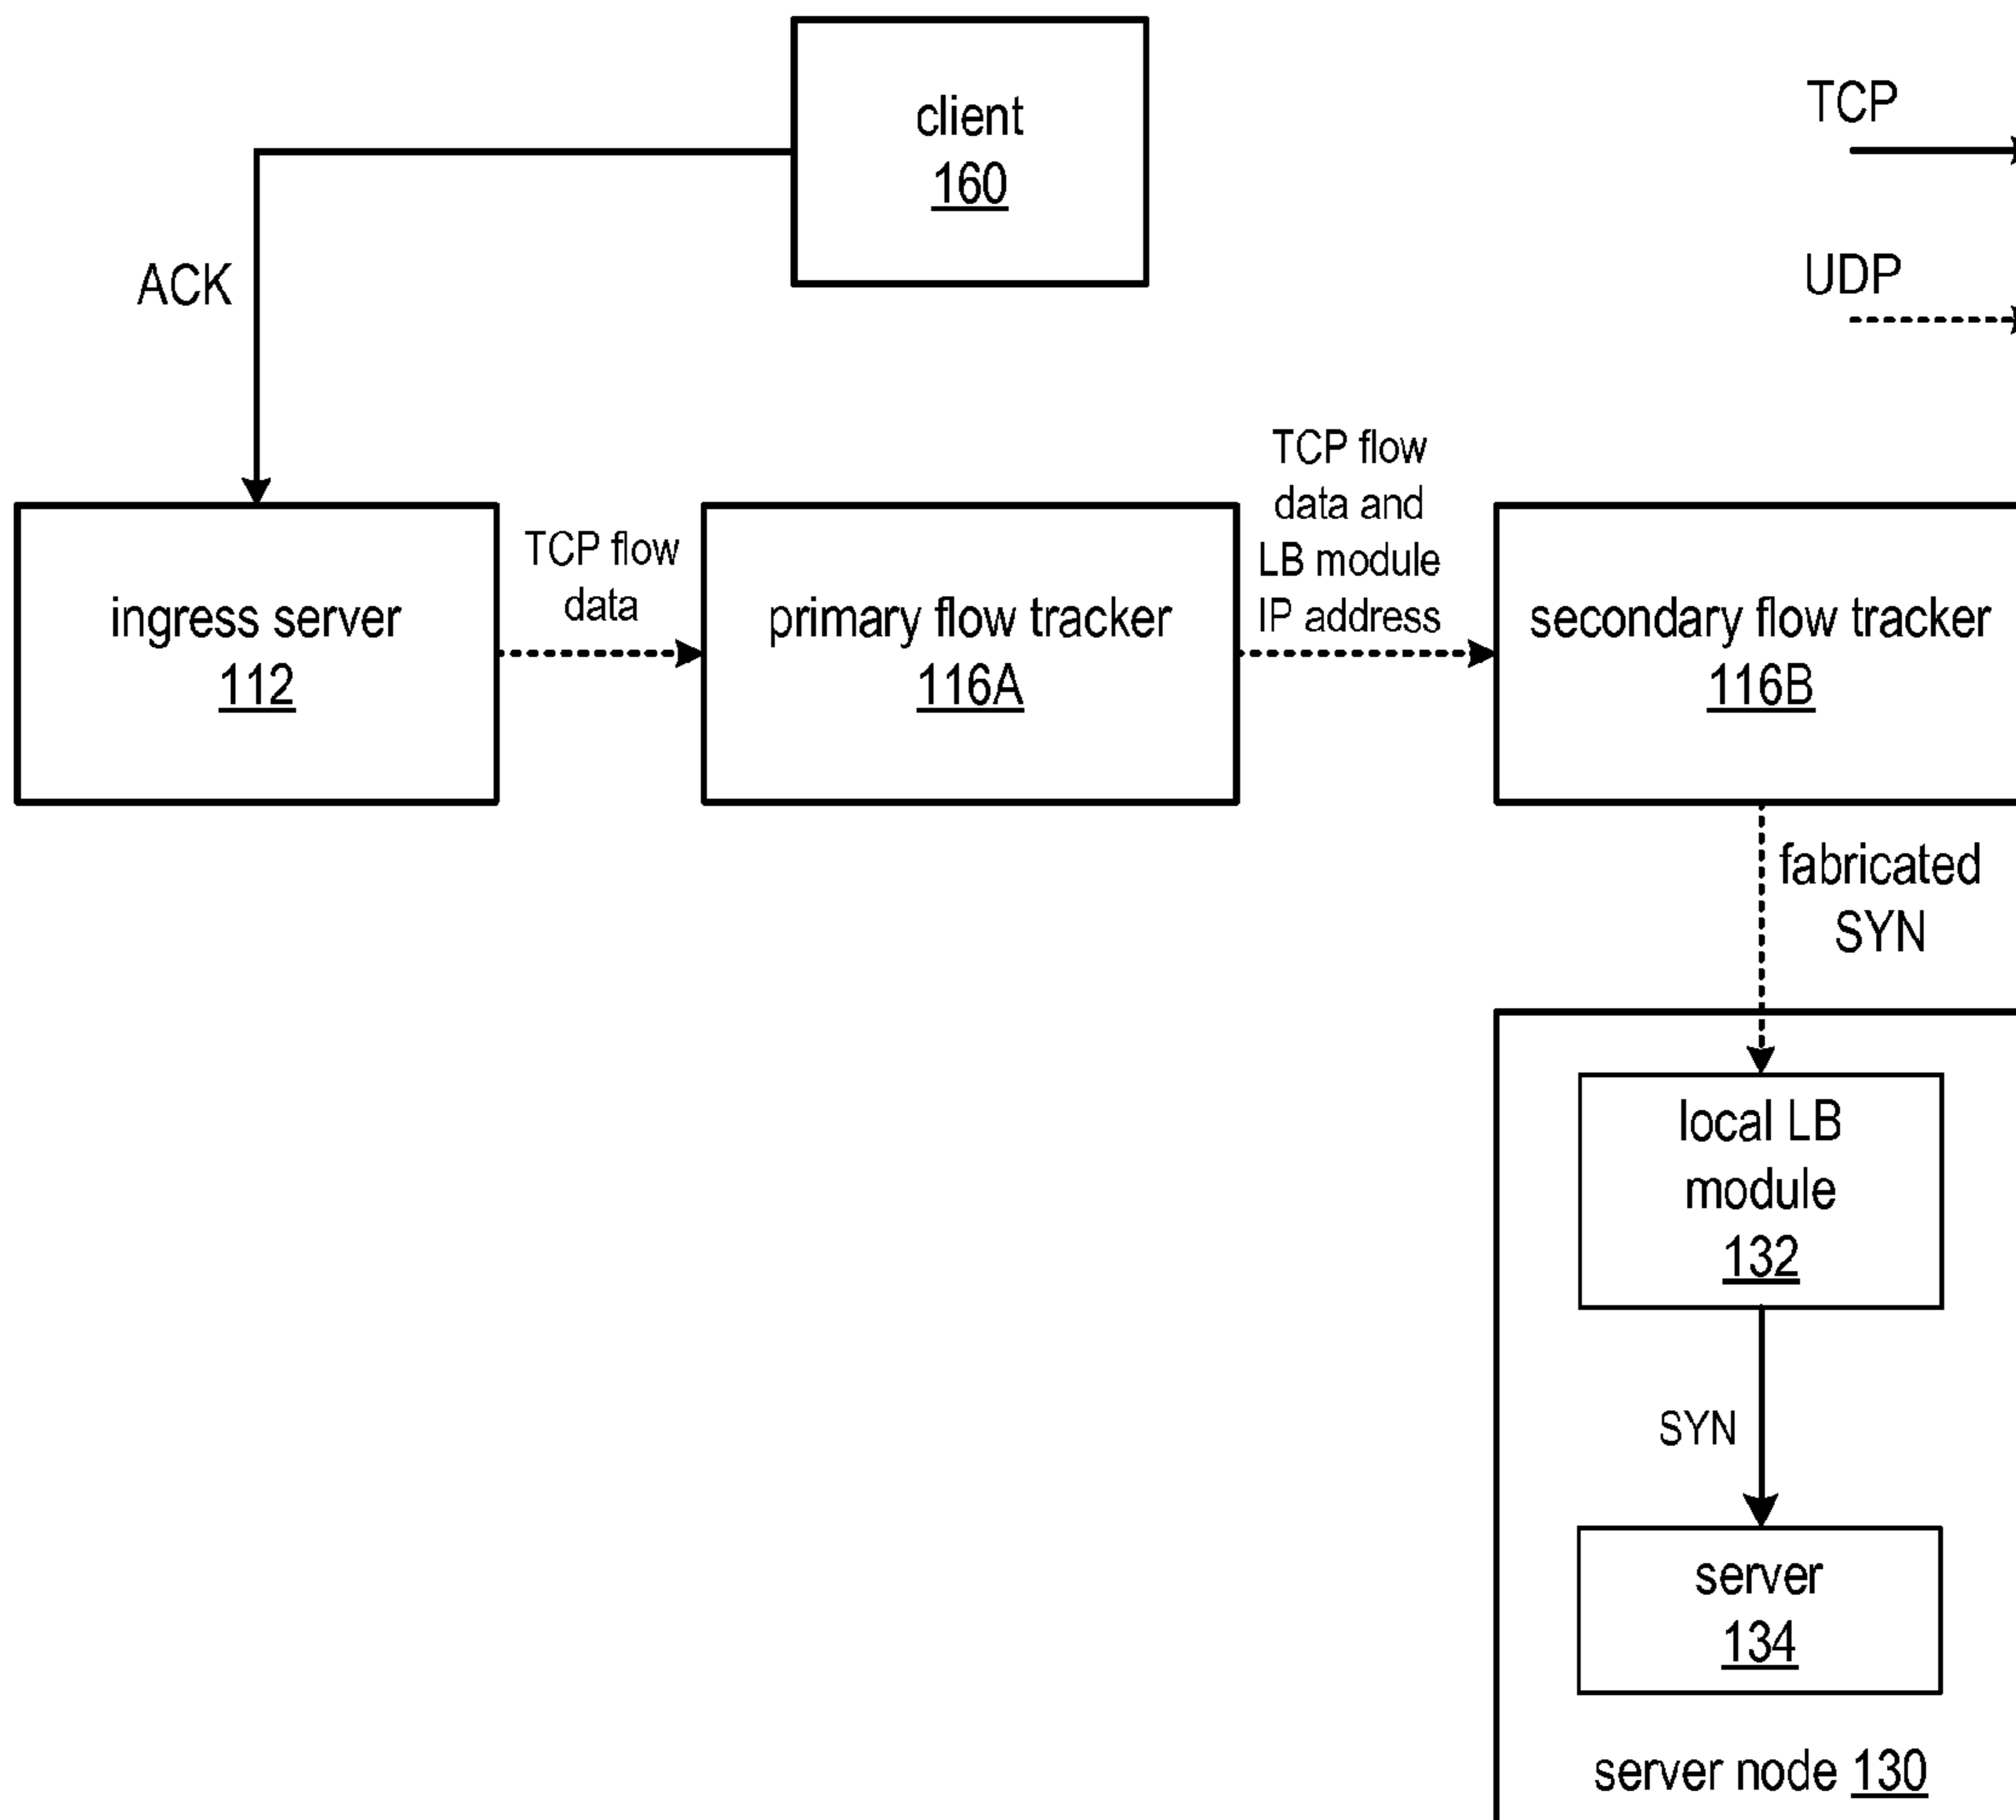 client
160
TCP
UDP
ACK
ingress server
112
TCP flow
data
primary flow tracker
116A
TCP flow
data and
LB module
IP address
secondary flow tracker
116B
fabricated
SYN
local LB
module
132
SYN
server
134
server node 130